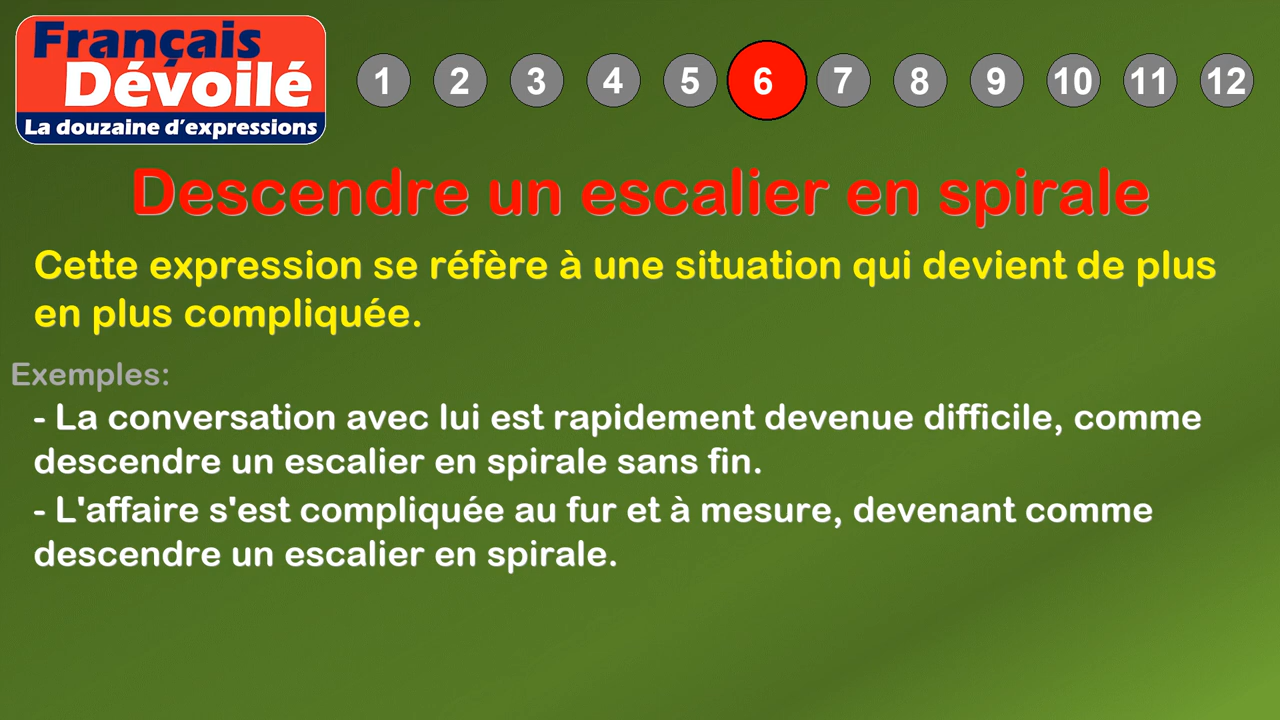 Français
Dévoilé
La douzaine d'expressions
1 2 3 4 5 6 7 8 9 10 11 12
Descendre un escalier en spirale
Cette expression se réfère à une situation qui devient de plus
en plus compliquée.
Exemples:
- La conversation avec lui est rapidement devenue difficile, comme
descendre un escalier en spirale sans fin.
- L'affaire s'est compliquée au fur et à mesure, devenant comme
descendre un escalier en spirale.